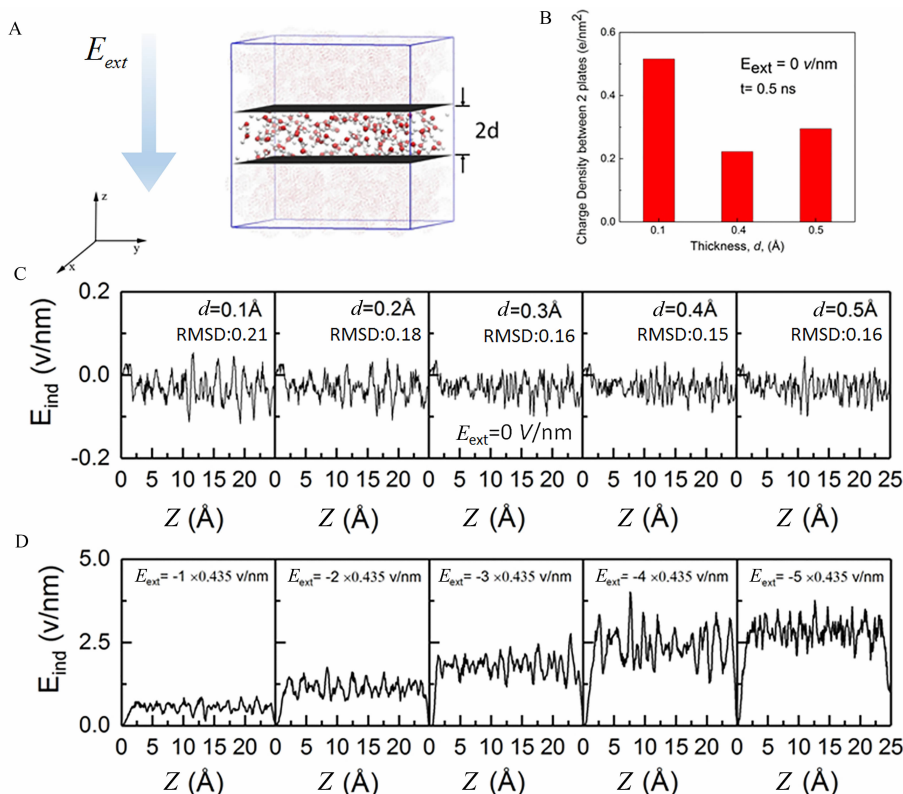 A
E_ext
2d
z
y
x
B
Charge Density between 2 plates (e/nm²)
0.6
0.4
0.2
0.0
E_ext = 0 v/nm
t= 0.5 ns
0.1 0.4 0.5
Thickness, d, (Å)
C
E_ind (v/nm)
0.2
0.0
-0.2
d=0.1Å
RMSD:0.21
d=0.2Å
RMSD:0.18
d=0.3Å
RMSD:0.16
E_ext=0 V/nm
d=0.4Å
RMSD:0.15
d=0.5Å
RMSD:0.16
0 5 10 15 20 0 5 10 15 20 0 5 10 15 20 0 5 10 15 20 0 5 10 15 20 25
Z (Å) Z (Å) Z (Å) Z (Å) Z (Å)
D
E_ind (v/nm)
5.0
2.5
0.0
E_ext= -1 ×0.435 v/nm
E_ext= -2 ×0.435 v/nm
E_ext= -3 ×0.435 v/nm
E_ext= -4 ×0.435 v/nm
E_ext= -5 ×0.435 v/nm
0 5 10 15 20 0 5 10 15 20 0 5 10 15 20 0 5 10 15 20 0 5 10 15 20 25
Z (Å) Z (Å) Z (Å) Z (Å) Z (Å)